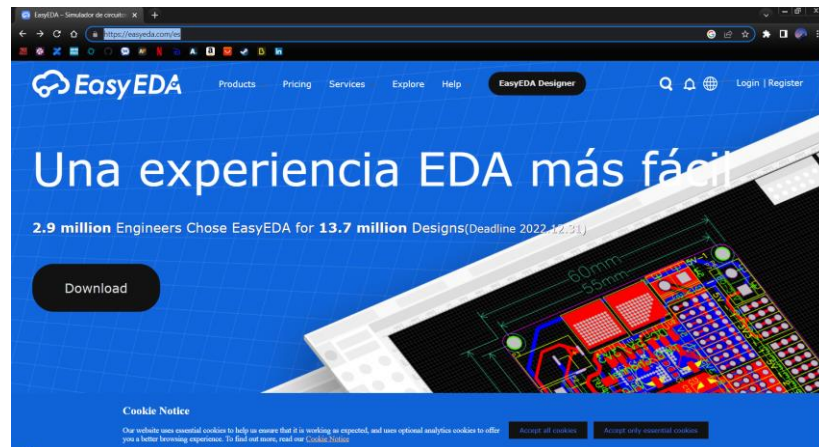 EasyEDA – Simulador de circuito
https://easyeda.com/es
EasyEDA
Products
Pricing
Services
Explore
Help
EasyEDA Designer
Login | Register
Una experiencia EDA más fácil
2.9 million Engineers Chose EasyEDA for 13.7 million Designs(Deadline 2022.12.31)
Download
60mm
55mm
Cookie Notice
Our website uses essential cookies to help us ensure that it is working as expected, and uses optional analytics cookies to offer
you a better browsing experience. To find out more, read our Cookie Notice
Accept all cookies
Accept only essential cookies